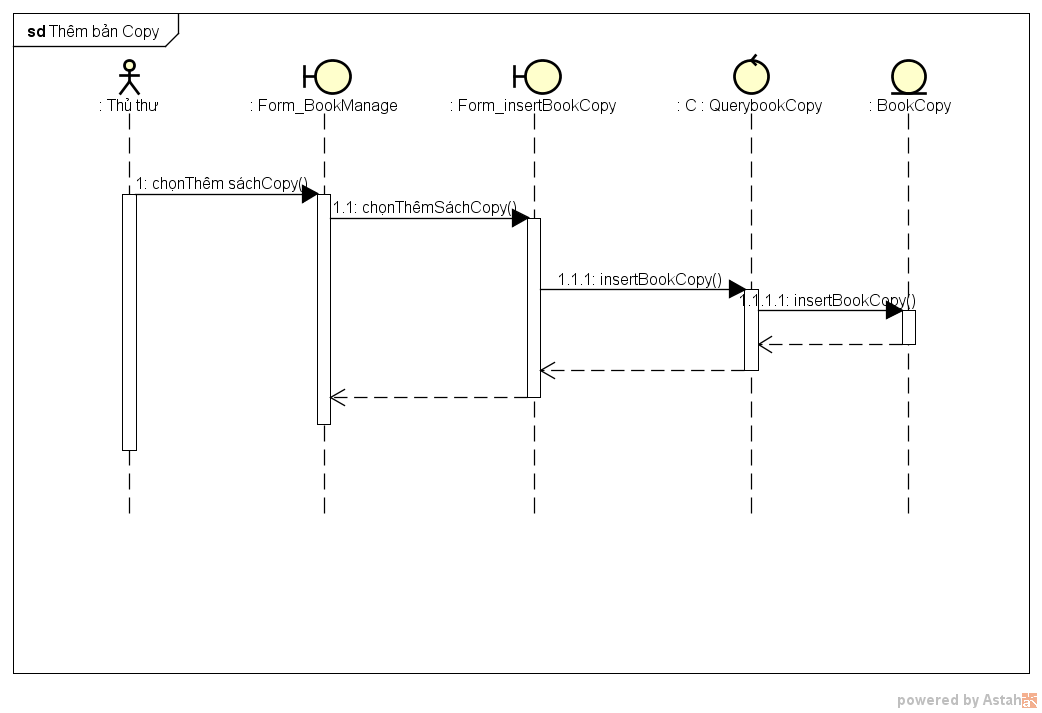 sd Thêm bản Copy
: Thủ thư
: Form_BookManage
: Form_insertBookCopy
: C : QuerybookCopy
: BookCopy
1: chọnThêm sáchCopy()
1.1: chọnThêmSáchCopy()
1.1.1: insertBookCopy()
1.1.1.1: insertBookCopy()
powered by Astah